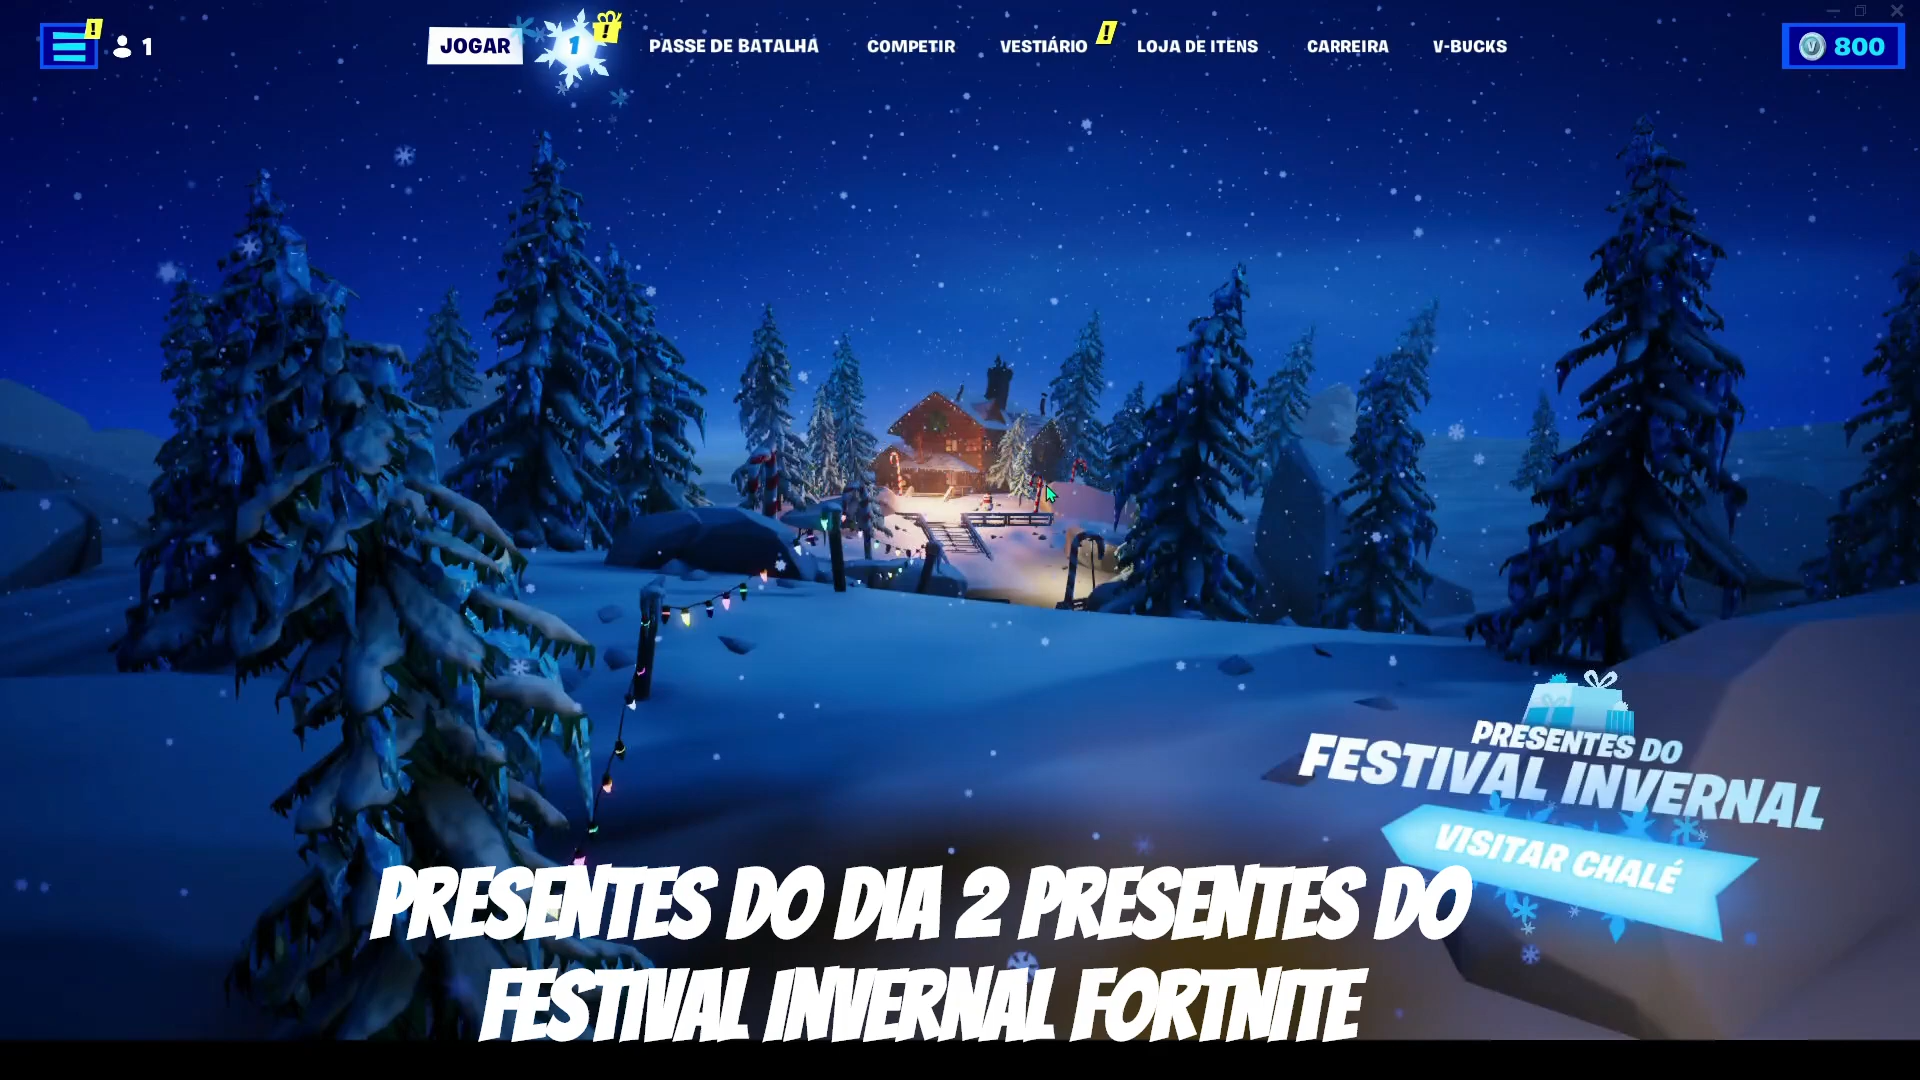 !
1
JOGAR
1
!
PASSE DE BATALHA
COMPETIR
VESTIÁRIO
!
LOJA DE ITENS
CARREIRA
V-BUCKS
V
800
PRESENTES DO
FESTIVAL INVERNAL
VISITAR CHALÉ
PRESENTES DO DIA 2 PRESENTES DO
FESTIVAL INVERNAL FORTNITE